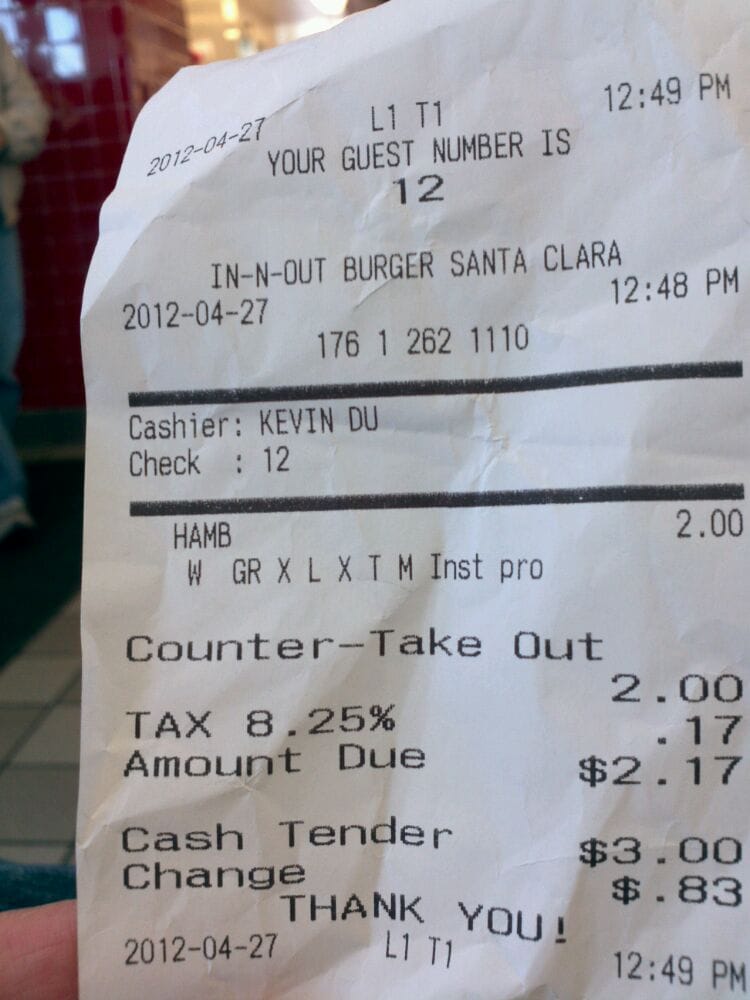 2012-04-27 L1 T1 12:49 PM
YOUR GUEST NUMBER IS
12
IN-N-OUT BURGER SANTA CLARA
2012-04-27 12:48 PM
176 1 262 1110
Cashier: KEVIN DU
Check : 12
HAMB 2.00
W GR X L X T M Inst pro
Counter-Take Out
2.00
TAX 8.25% .17
Amount Due $2.17
Cash Tender $3.00
Change $.83
THANK YOU!
2012-04-27 L1 T1 12:49 PM